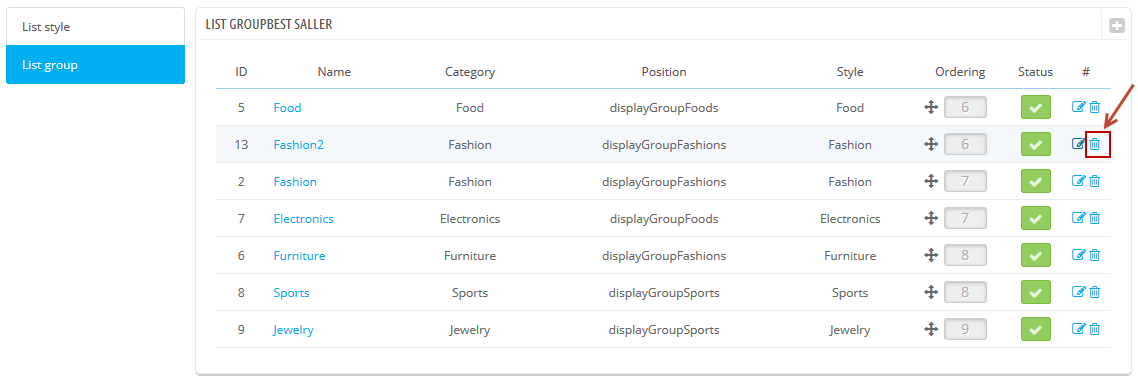 List style
List group
LIST GROUPBEST SALLER
ID Name Category Position Style Ordering Status #
5 Food Food displayGroupFoods Food 6
13 Fashion2 Fashion displayGroupFashions Fashion 6
2 Fashion Fashion displayGroupFashions Fashion 7
7 Electronics Electronics displayGroupFoods Electronics 7
6 Furniture Furniture displayGroupFashions Furniture 8
8 Sports Sports displayGroupSports Sports 8
9 Jewelry Jewelry displayGroupSports Jewelry 9